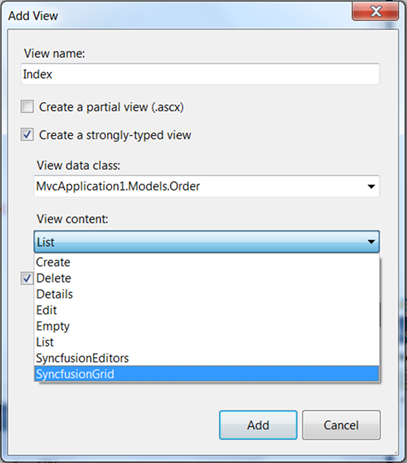 Add View
View name:
Index
Create a partial view (.ascx)
Create a strongly-typed view
View data class:
MvcApplication1.Models.Order
View content:
List
Create
Delete
Details
Edit
Empty
List
SyncfusionEditors
SyncfusionGrid
Add
Cancel